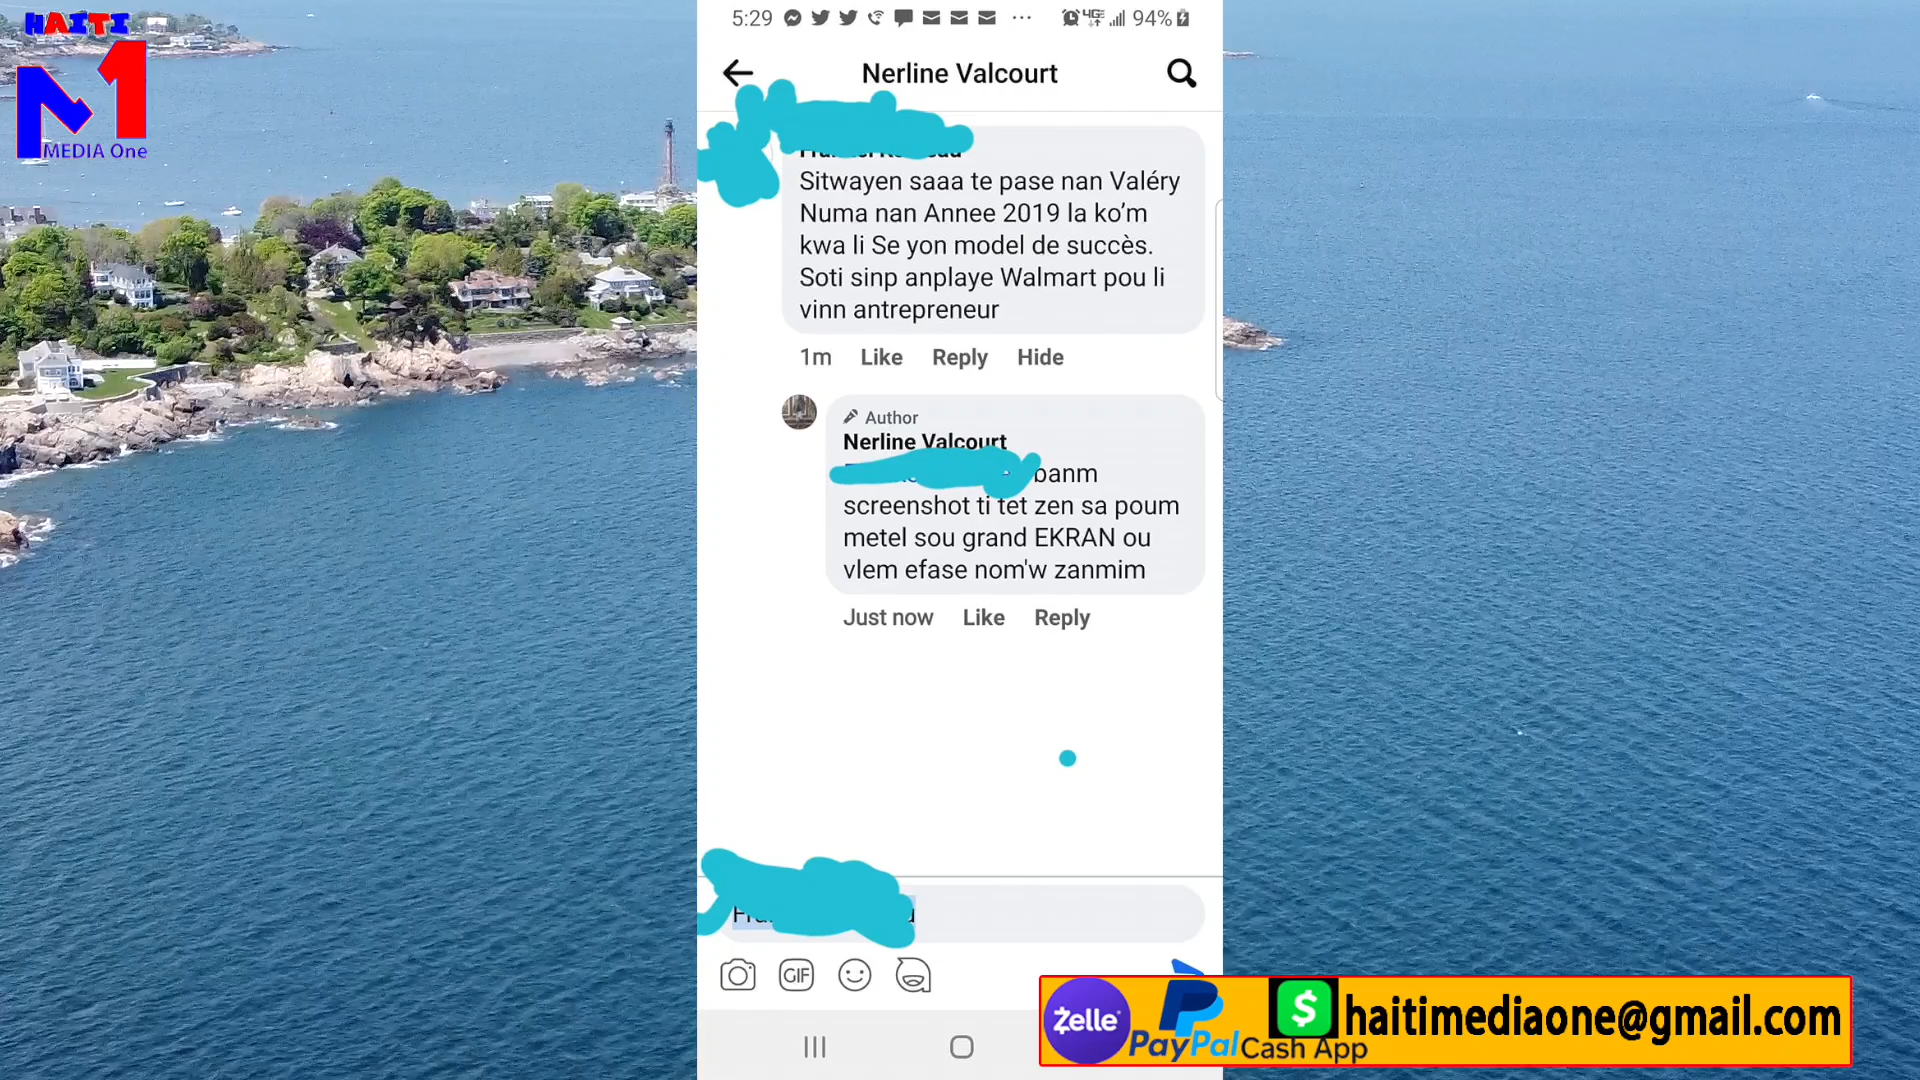 HAITI
M1
MEDIA One
5:29
94%
Nerline Valcourt
Sitwayen saaa te pase nan Valéry
Numa nan Annee 2019 la ko’m
kwa li Se yon model de succès.
Soti sinp anplaye Walmart pou li
vinn antrepreneur
1m Like Reply Hide
Author
Nerline Valcourt
banm
screenshot ti tet zen sa poum
metel sou grand EKRAN ou
vlem efase nom'w zanmim
Just now Like Reply
GIF
Zelle
PayPal
$
Cash App
haitimediaone@gmail.com